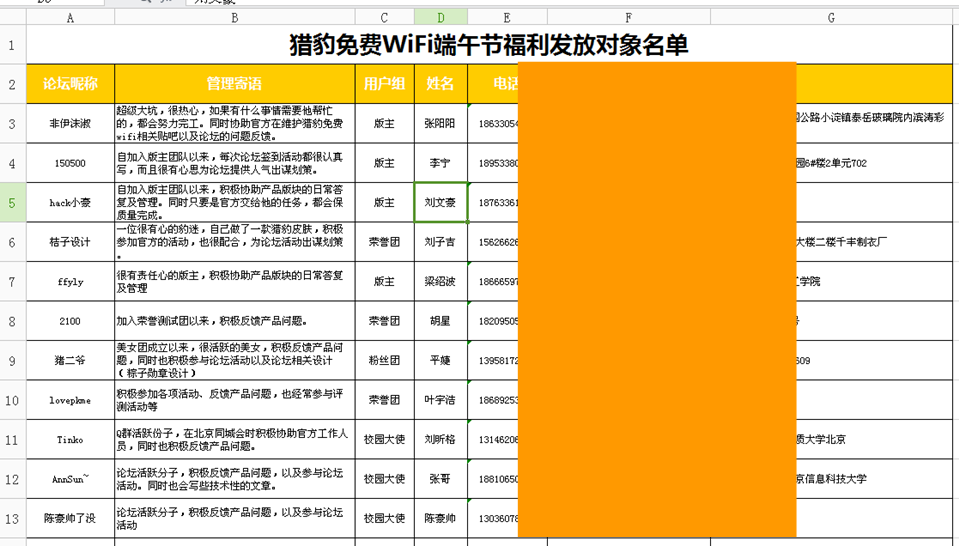 A B C D E F G
1 猎豹免费WiFi端午节福利发放对象名单
2 论坛昵称 管理寄语 用户组 姓名 电话
3 非伊沫淑 超级大坑，很热心，如果有什么事情需要他帮忙
的，都会努力完工。同时协助官方在维护猎豹免费
wifi相关贴吧以及论坛的问题反馈。 版主 张阳阳 18633054 公路小淀镇泰岳玻璃院内滨涛彩
4 150500 自加入版主团队以来，每次论坛签到活动都很认真
写，而且很有心思为论坛提供人气出谋划策。 版主 李宁 18953380 园6#楼2单元702
5 hack小豪 自加入版主团队以来，积极协助产品版块的日常答
复及管理。同时只要是官方交给他的任务，都会保
质量完成。 版主 刘文豪 18763361
6 桔子设计 一位很有心的豹迷，自己做了一款猎豹皮肤，积极
参加官方的活动，也很配合，为论坛活动出谋划策
。 荣誉团 刘子吉 15626626 大楼二楼千丰制衣厂
7 ffyly 很有责任心的版主，积极协助产品版块的日常答复
及管理 版主 梁绍波 18666597 学院
8 2100 加入荣誉测试团以来，积极反馈产品问题。 荣誉团 胡星 18209505 号
9 猪二爷 美女团成立以来，很活跃的美女，积极反馈产品问
题，同时也积极参与论坛活动以及论坛相关设计
（粽子勋章设计） 粉丝团 平婕 13958172 609
10 lovepkme 积极参加各项活动、反馈产品问题，也经常参与评
测活动等 荣誉团 叶宇浩 18689253
11 Tinko Q群活跃份子，在北京同城会时积极协助官方工作人
员，同时也积极反馈产品问题。 校园大使 刘昕格 13146206 质大学北京
12 AnnSun~ 论坛活跃分子，积极反馈产品问题，以及参与论坛
活动。同时也会写些技术性的文章。 校园大使 张哥 18810650 京信息科技大学
13 陈豪帅了没 论坛活跃分子，积极反馈产品问题，以及参与论坛
活动 校园大使 陈豪帅 13036078